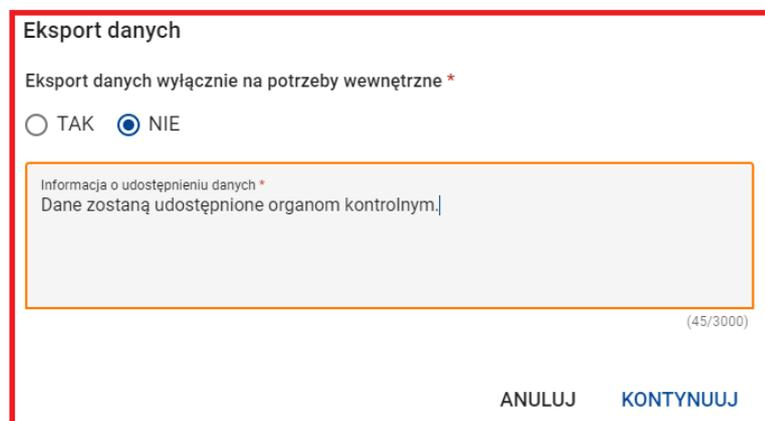 Eksport danych
Eksport danych wyłącznie na potrzeby wewnętrzne *
TAK NIE
Informacja o udostępnieniu danych *
Dane zostaną udostępnione organom kontrolnym.
(45/3000)
ANULUJ KONTYNUUJ